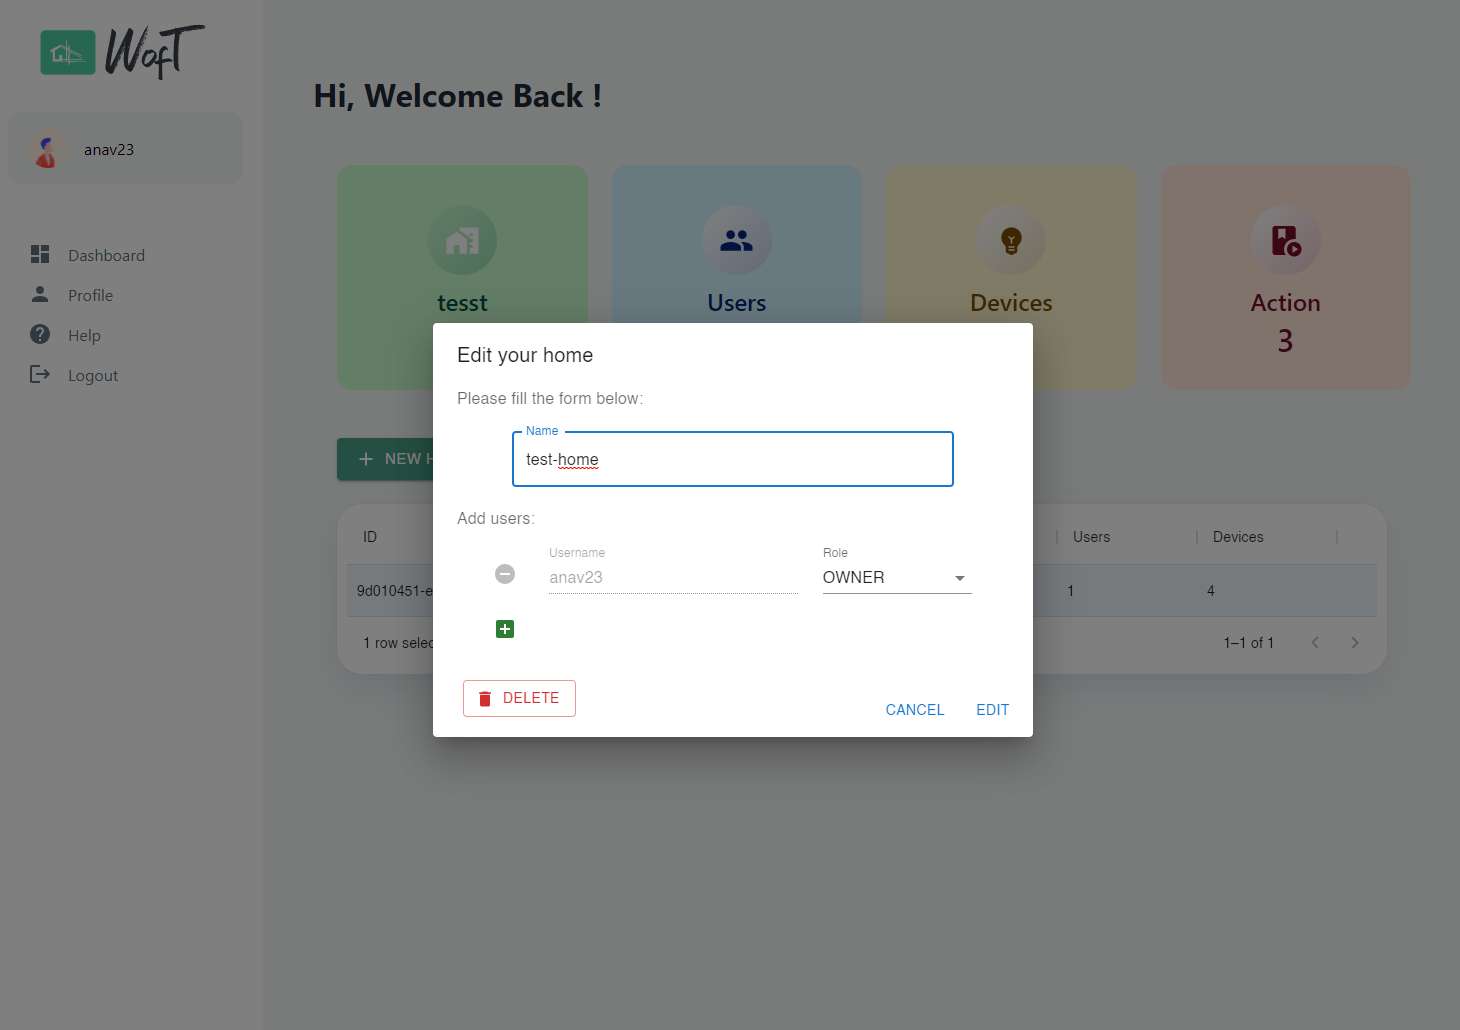 WofT
anav23
Dashboard
Profile
Help
Logout
Hi, Welcome Back !
tesst
Users
Devices
Action
3
NEW H
ID
Users
Devices
9d010451-e
1
4
1 row selec
1–1 of 1
Edit your home
Please fill the form below:
Name
test-home
Add users:
Username
anav23
Role
OWNER
DELETE
CANCEL
EDIT